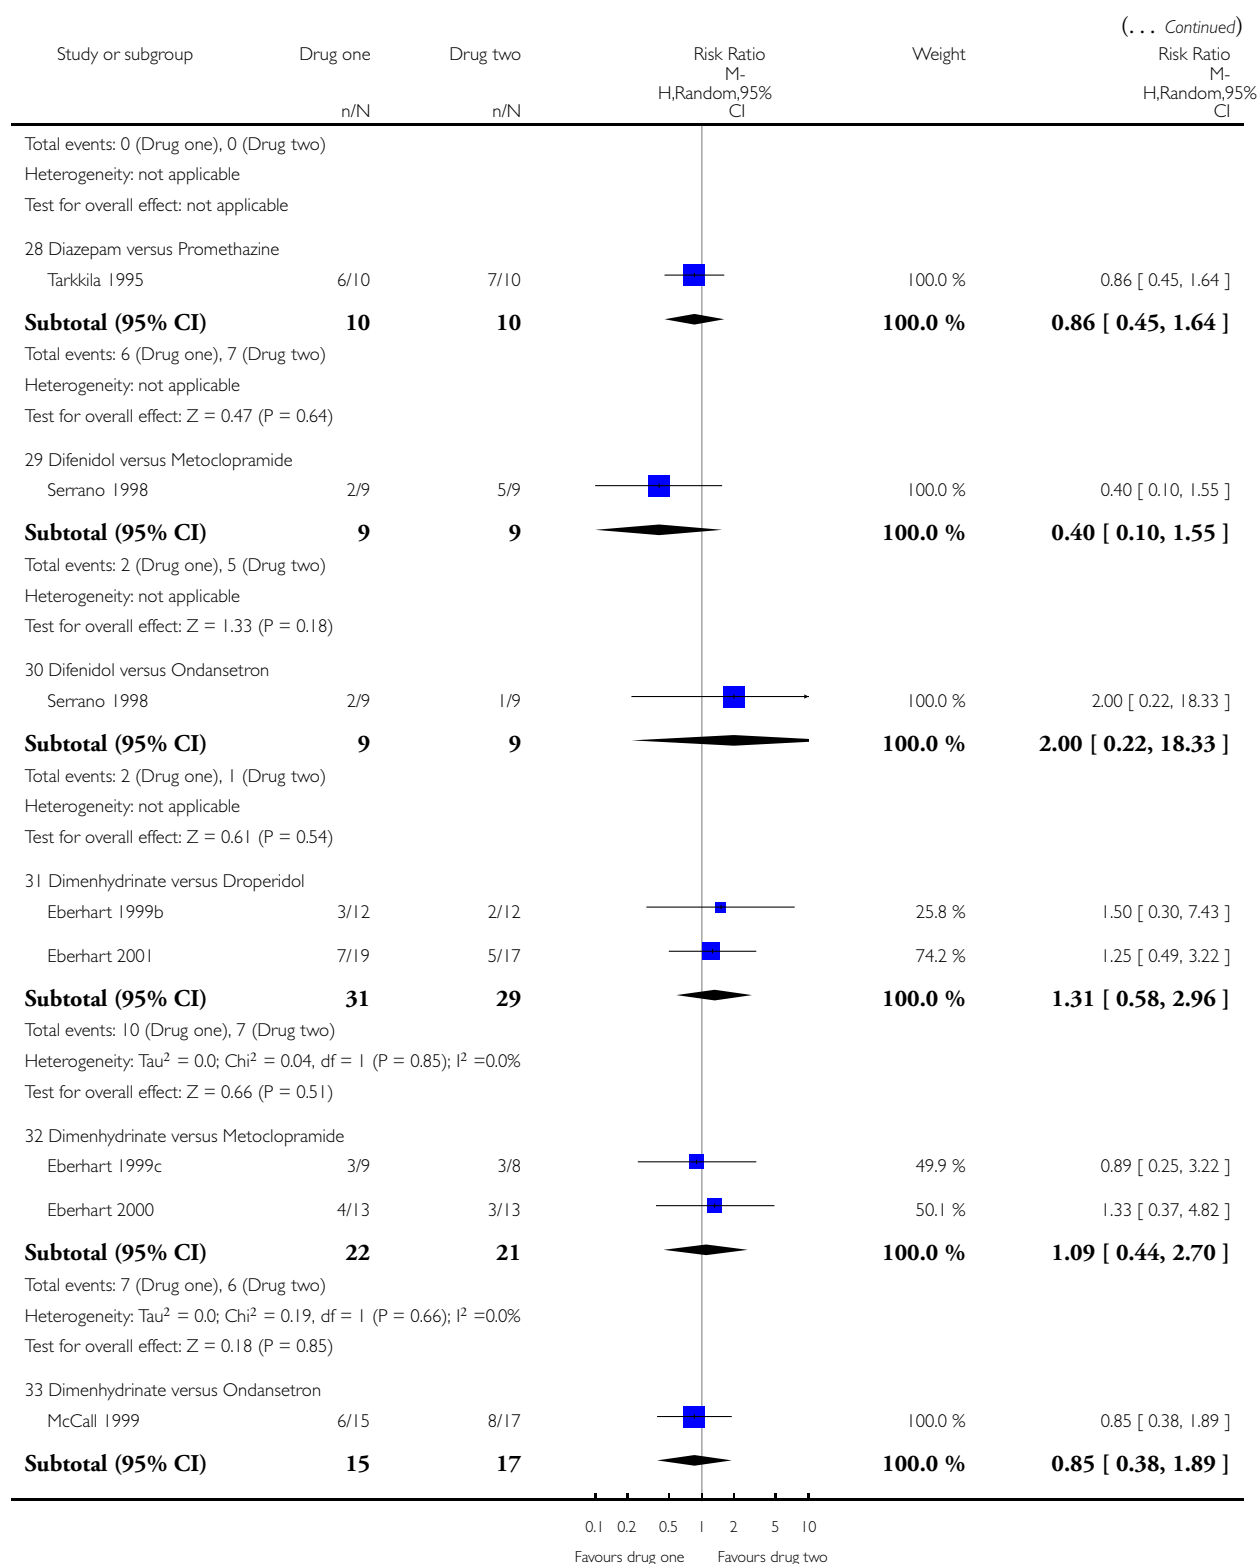 (... Continued)
Study or subgroup Drug one Drug two Risk Ratio Weight Risk Ratio
M- M-
H,Random,95% H,Random,95%
n/N n/N CI CI
Total events: 0 (Drug one), 0 (Drug two)
Heterogeneity: not applicable
Test for overall effect: not applicable
28 Diazepam versus Promethazine
Tarkkila 1995 6/10 7/10 100.0 % 0.86 [ 0.45, 1.64 ]
Subtotal (95% CI) 10 10 100.0 % 0.86 [ 0.45, 1.64 ]
Total events: 6 (Drug one), 7 (Drug two)
Heterogeneity: not applicable
Test for overall effect: Z = 0.47 (P = 0.64)
29 Difenidol versus Metoclopramide
Serrano 1998 2/9 5/9 100.0 % 0.40 [ 0.10, 1.55 ]
Subtotal (95% CI) 9 9 100.0 % 0.40 [ 0.10, 1.55 ]
Total events: 2 (Drug one), 5 (Drug two)
Heterogeneity: not applicable
Test for overall effect: Z = 1.33 (P = 0.18)
30 Difenidol versus Ondansetron
Serrano 1998 2/9 1/9 100.0 % 2.00 [ 0.22, 18.33 ]
Subtotal (95% CI) 9 9 100.0 % 2.00 [ 0.22, 18.33 ]
Total events: 2 (Drug one), 1 (Drug two)
Heterogeneity: not applicable
Test for overall effect: Z = 0.61 (P = 0.54)
31 Dimenhydrinate versus Droperidol
Eberhart 1999b 3/12 2/12 25.8 % 1.50 [ 0.30, 7.43 ]
Eberhart 2001 7/19 5/17 74.2 % 1.25 [ 0.49, 3.22 ]
Subtotal (95% CI) 31 29 100.0 % 1.31 [ 0.58, 2.96 ]
Total events: 10 (Drug one), 7 (Drug two)
Heterogeneity: Tau² = 0.0; Chi² = 0.04, df = 1 (P = 0.85); I² =0.0%
Test for overall effect: Z = 0.66 (P = 0.51)
32 Dimenhydrinate versus Metoclopramide
Eberhart 1999c 3/9 3/8 49.9 % 0.89 [ 0.25, 3.22 ]
Eberhart 2000 4/13 3/13 50.1 % 1.33 [ 0.37, 4.82 ]
Subtotal (95% CI) 22 21 100.0 % 1.09 [ 0.44, 2.70 ]
Total events: 7 (Drug one), 6 (Drug two)
Heterogeneity: Tau² = 0.0; Chi² = 0.19, df = 1 (P = 0.66); I² =0.0%
Test for overall effect: Z = 0.18 (P = 0.85)
33 Dimenhydrinate versus Ondansetron
McCall 1999 6/15 8/17 100.0 % 0.85 [ 0.38, 1.89 ]
Subtotal (95% CI) 15 17 100.0 % 0.85 [ 0.38, 1.89 ]
0.1 0.2 0.5 1 2 5 10
Favours drug one Favours drug two